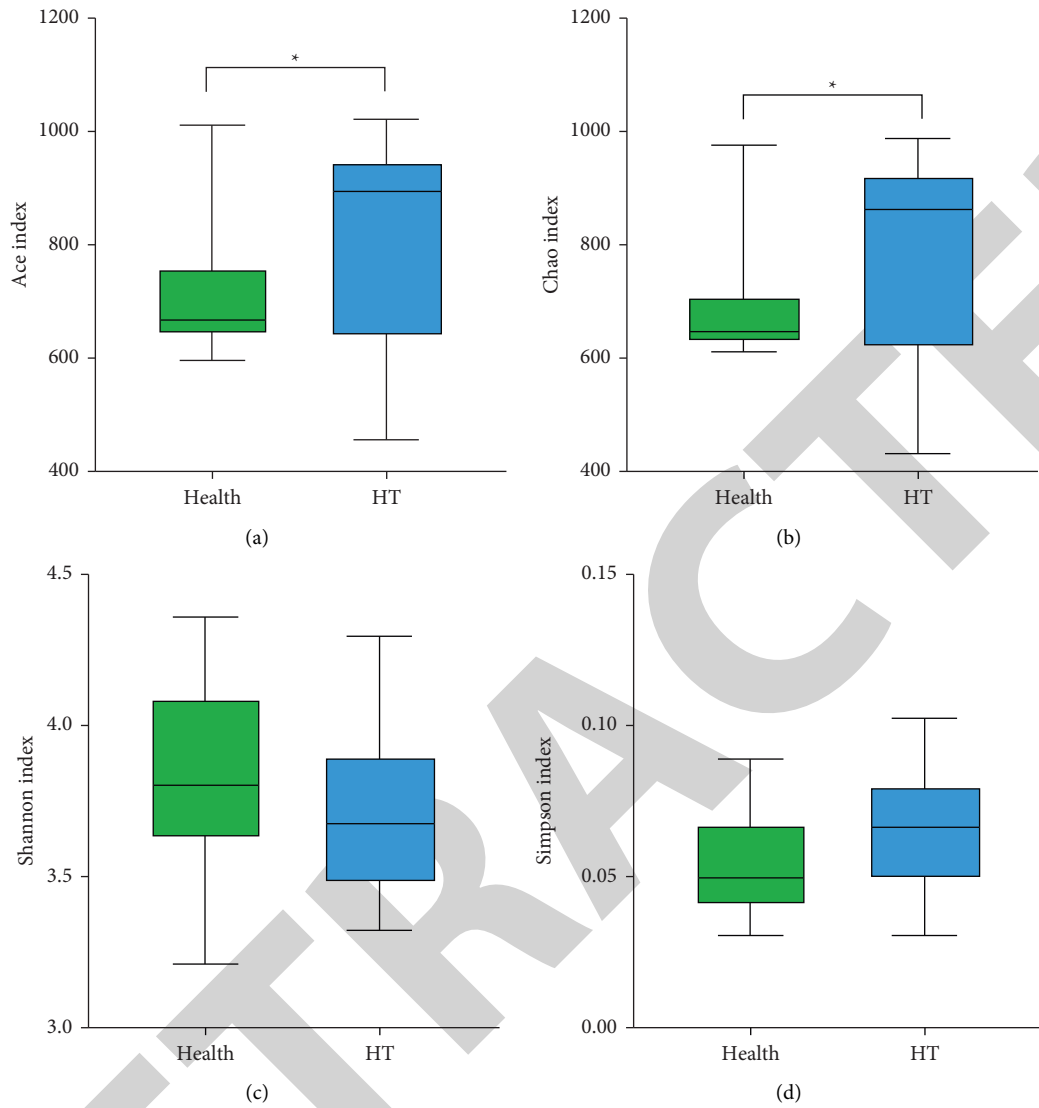 1200
1000
800
600
400
Ace index
*
Health HT
(a)
1200
1000
800
600
400
Chao index
*
Health HT
(b)
4.5
4.0
3.5
3.0
Shannon index
Health HT
(c)
0.15
0.10
0.05
0.00
Simpson index
Health HT
(d)
TRACTE